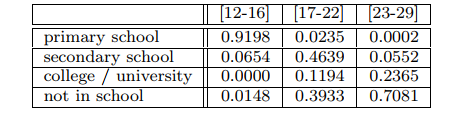 [12-16] [17-22] [23-29]
primary school 0.9198 0.0235 0.0002
secondary school 0.0654 0.4639 0.0552
college / university 0.0000 0.1194 0.2365
not in school 0.0148 0.3933 0.7081